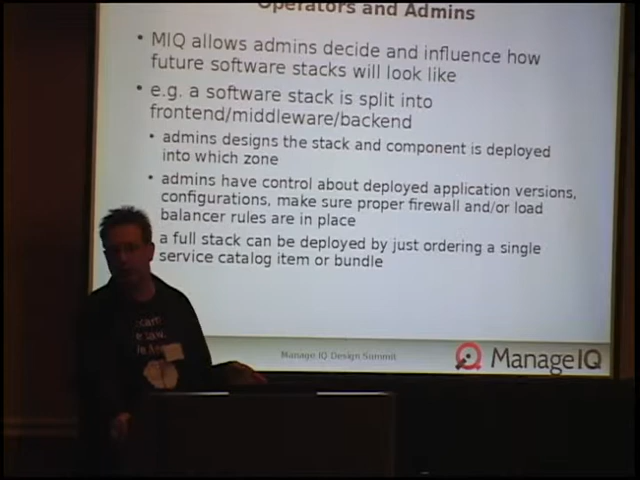 Operators and Admins
• MIQ allows admins decide and influence how
future software stacks will look like
• e.g. a software stack is split into
frontend/middleware/backend
• admins designs the stack and component is deployed
into which zone
• admins have control about deployed application versions,
configurations, make sure proper firewall and/or load
balancer rules are in place
a full stack can be deployed by just ordering a single
service catalog item or bundle
Manage IQ Design Summit
ManageIQ